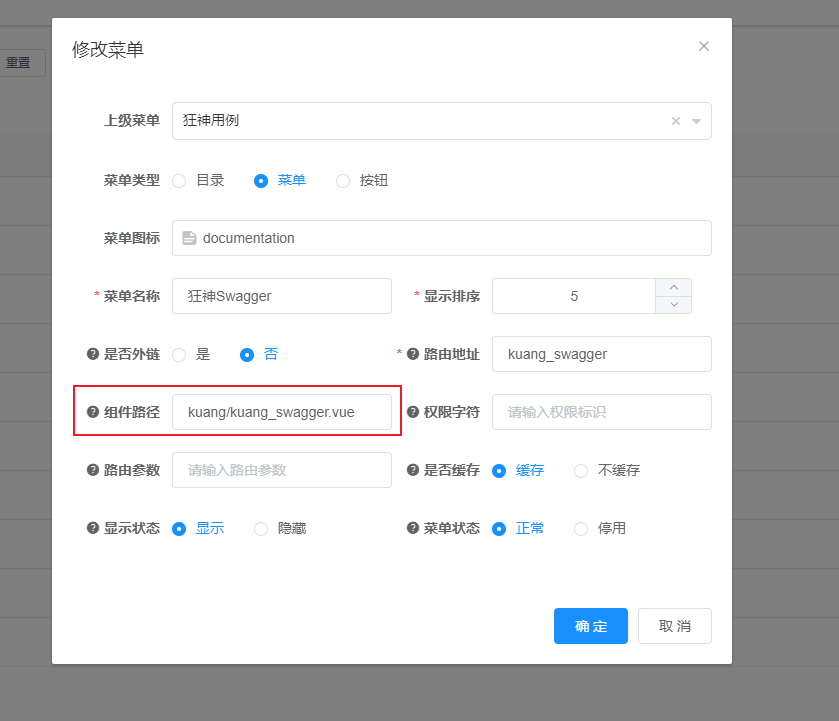 修改菜单
重置
上级菜单 狂神用例
菜单类型 目录 菜单 按钮
菜单图标 documentation
* 菜单名称 狂神Swagger * 显示排序 5
是否外链 是 否 * 路由地址 kuang_swagger
组件路径 kuang/kuang_swagger.vue 权限字符 请输入权限标识
路由参数 请输入路由参数 是否缓存 缓存 不缓存
显示状态 显示 隐藏 菜单状态 正常 停用
确 定 取 消